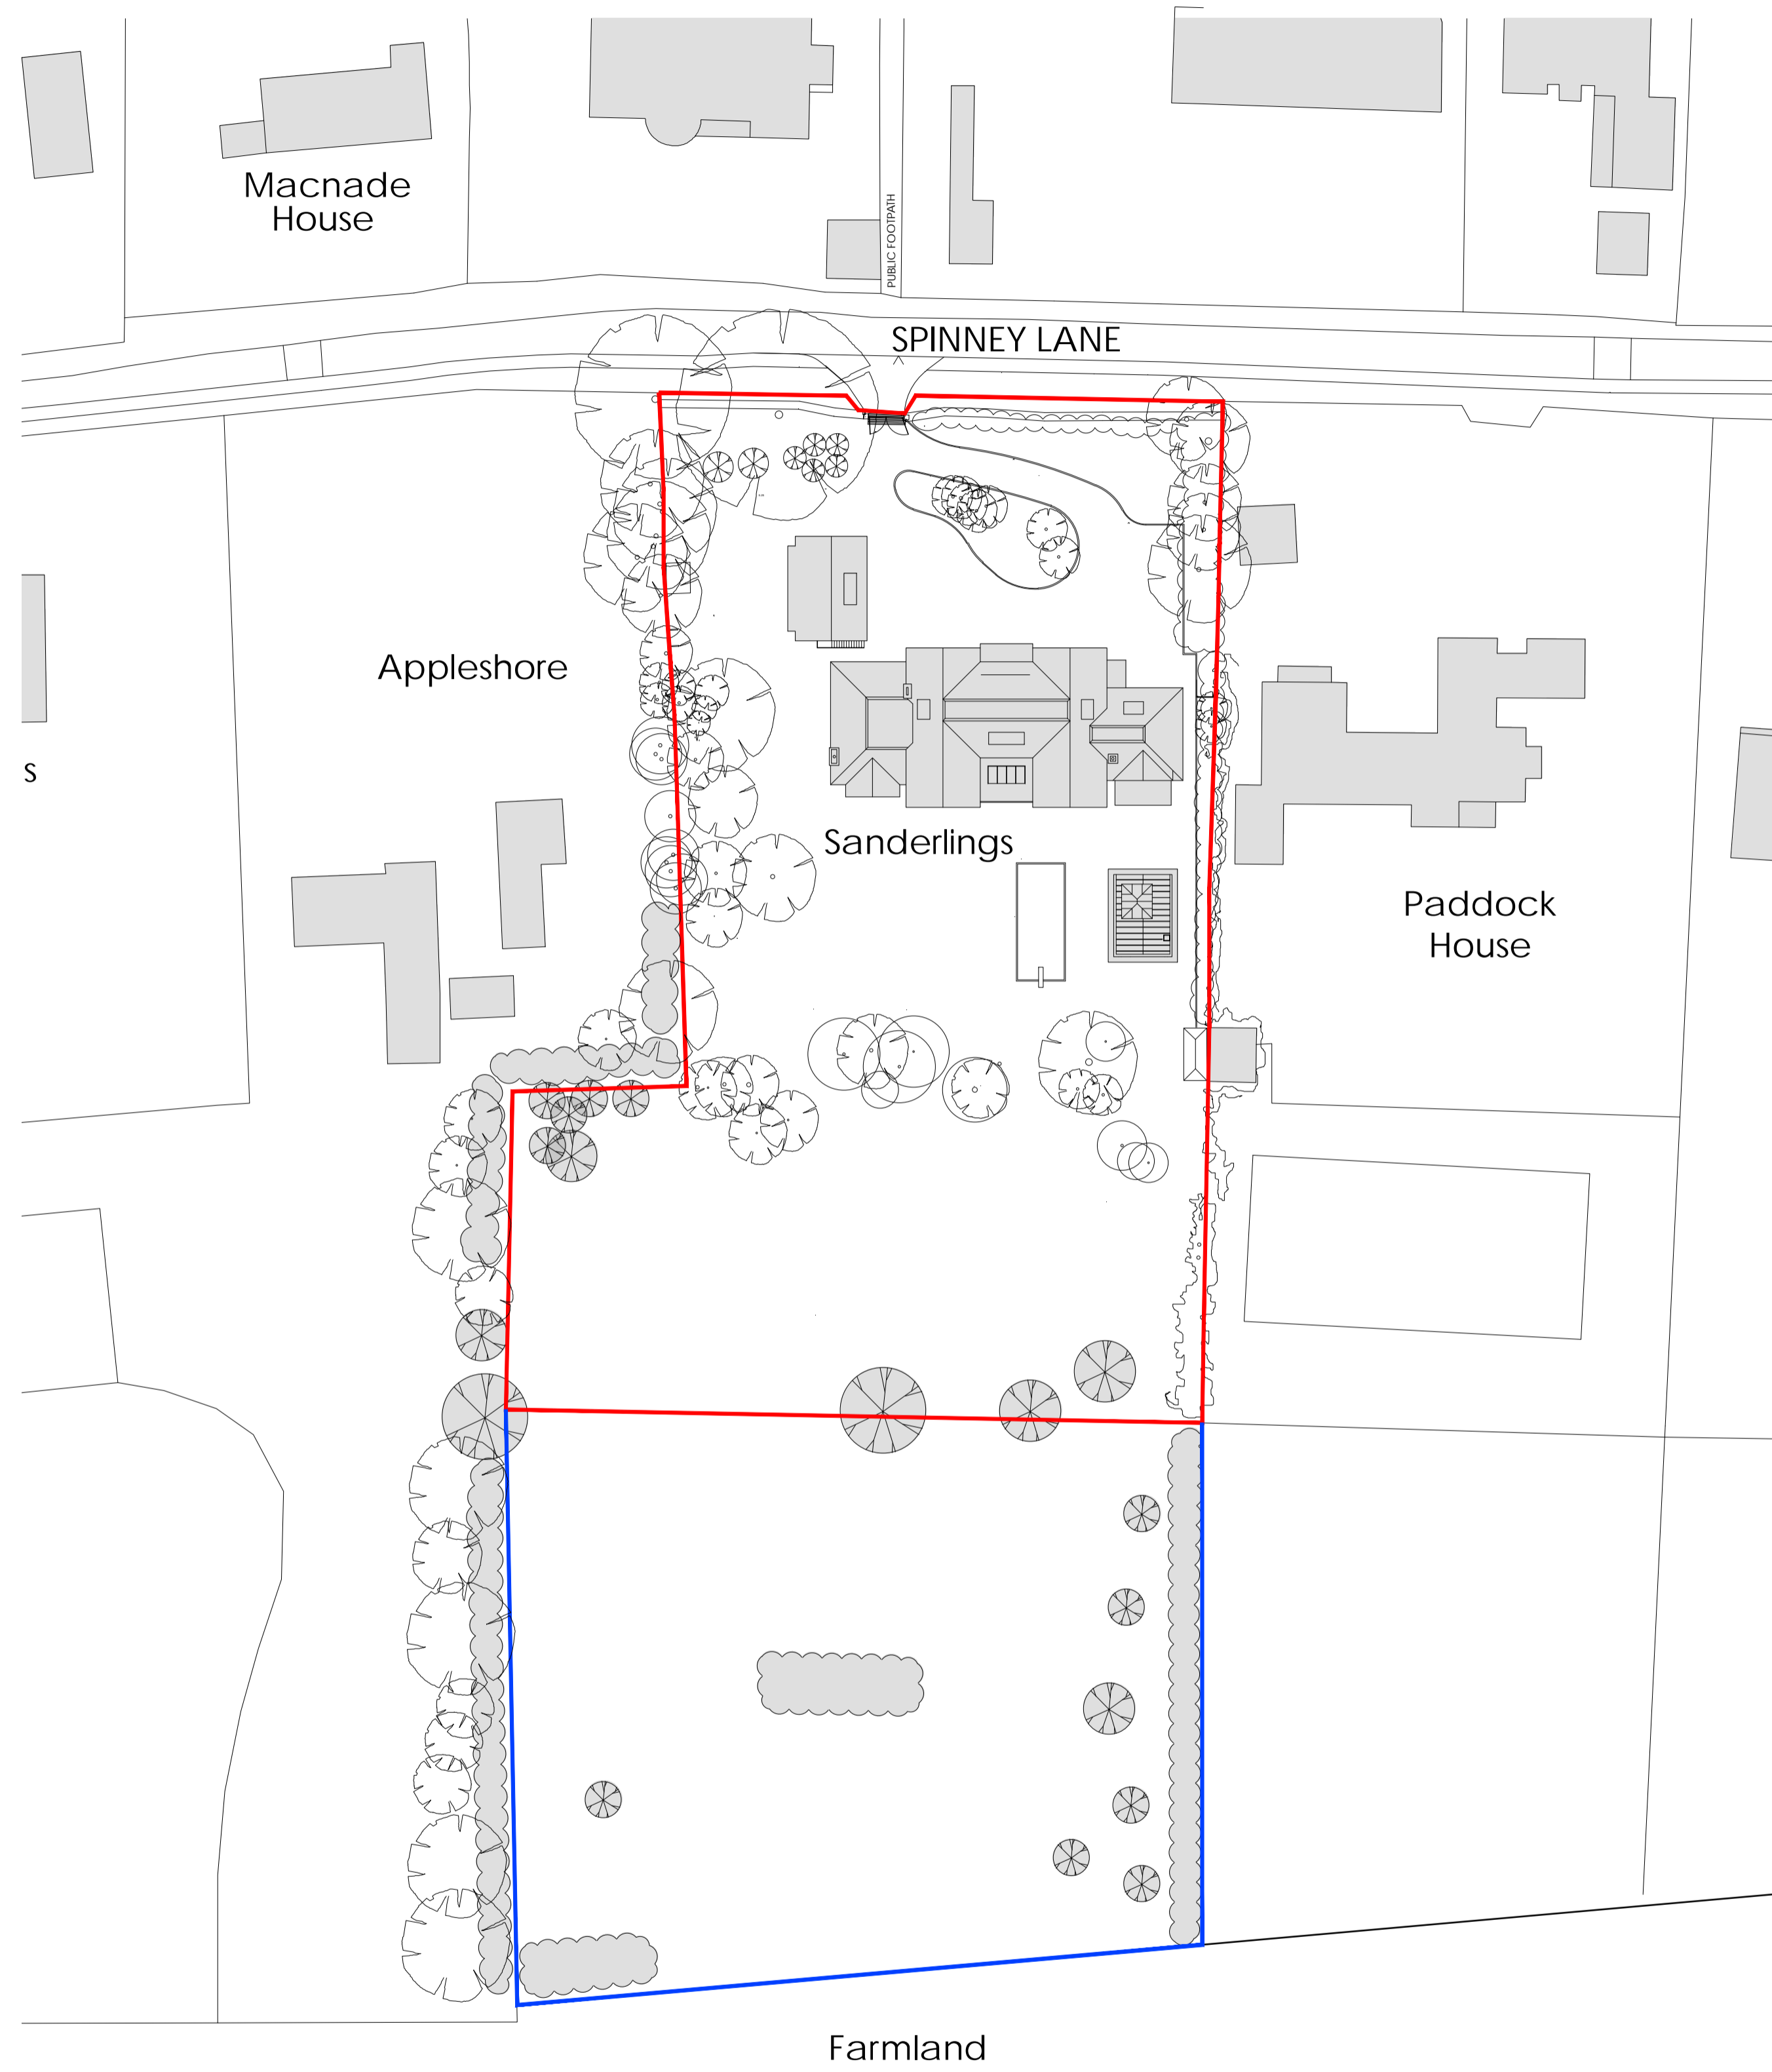 Macnade
House
PUBLIC FOOTPATH
SPINNEY LANE
Appleshore
s
Sanderlings
Paddock
House
Farmland